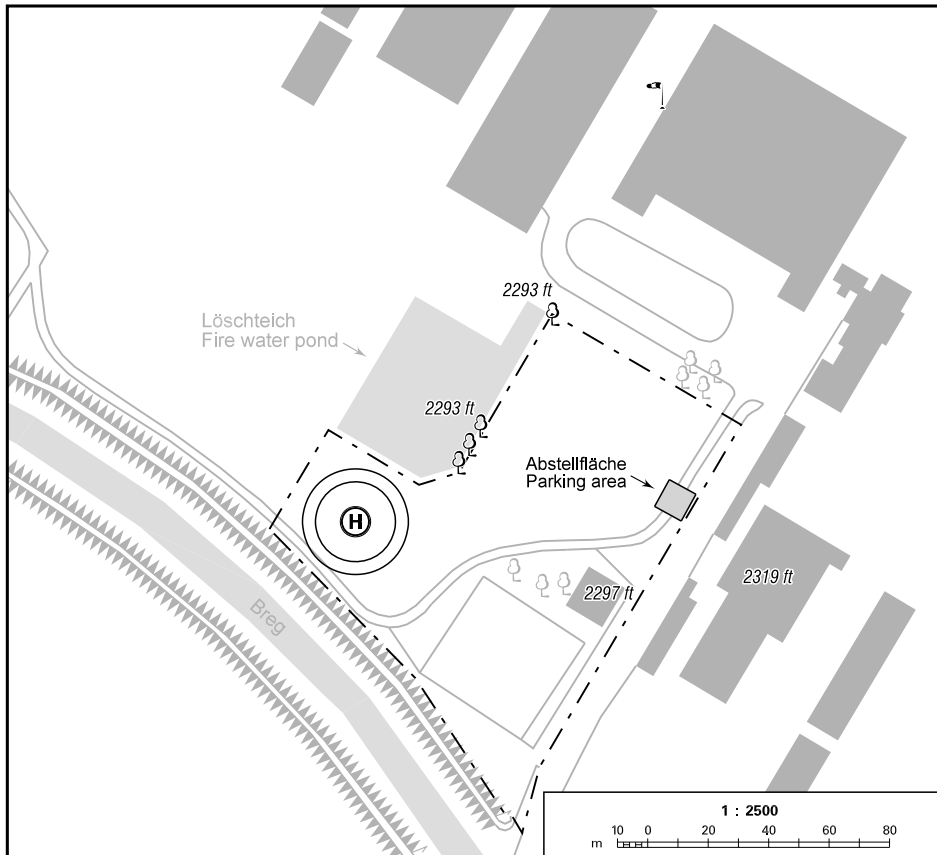 2293 ft
Löschteich
Fire water pond
2293 ft
Abstellfläche
Parking area
H
2319 ft
2297 ft
Breg
1 : 2500
m 10 0 20 40 60 80